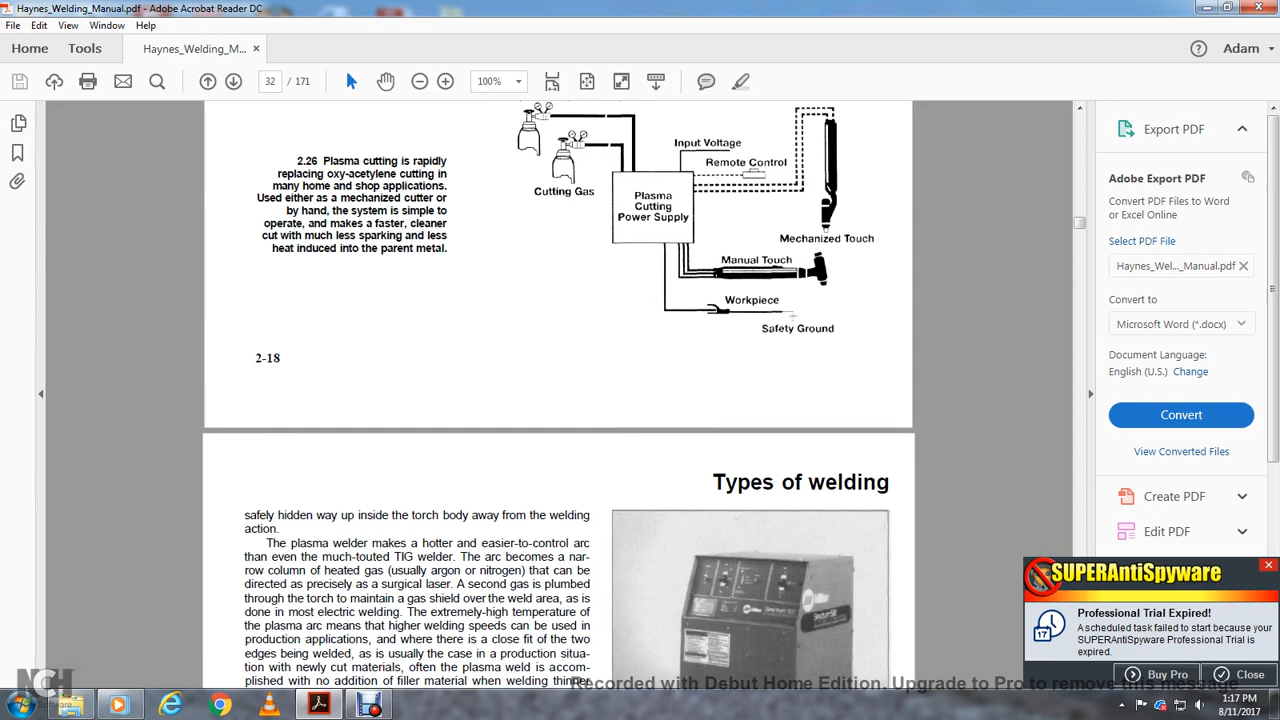 Haynes_Welding_Manual.pdf - Adobe Acrobat Reader DC
File Edit View Window Help
Home Tools Haynes_Welding_M... × Adam
32 / 171 100%
2.26 Plasma cutting is rapidly
replacing oxy-acetylene cutting in
many home and shop applications.
Used either as a mechanized cutter or
by hand, the system is simple to
operate, and makes a faster, cleaner
cut with much less sparking and less
heat induced into the parent metal.
Cutting Gas
Input Voltage
Remote Control
Plasma
Cutting
Power Supply
Mechanized Touch
Manual Touch
Workpiece
Safety Ground
2-18
Types of welding
safely hidden way up inside the torch body away from the welding
action.
The plasma welder makes a hotter and easier-to-control arc
than even the much-touted TIG welder. The arc becomes a nar-
row column of heated gas (usually argon or nitrogen) that can be
directed as precisely as a surgical laser. A second gas is plumbed
through the torch to maintain a gas shield over the weld area, as is
done in most electric welding. The extremely-high temperature of
the plasma arc means that higher welding speeds can be used in
production applications, and where there is a close fit of the two
edges being welded, as is usually the case in a production situa-
tion with newly cut materials, often the plasma weld is accom-
plished with no addition of filler material when welding thinner
Export PDF
Adobe Export PDF
Convert PDF Files to Word
or Excel Online
Select PDF File
Haynes_Wel..._Manual.pdf
Convert to
Microsoft Word (*.docx)
Document Language:
English (U.S.) Change
Convert
View Converted Files
Create PDF
Edit PDF
SUPERAntiSpyware
Professional Trial Expired!
A scheduled task failed to start because your
SUPERAntiSpyware Professional Trial is
expired.
17
Buy Pro Close
NCH
Software
Recorded with Debut Home Edition. Upgrade to Pro to remove this message
1:17 PM
8/11/2017